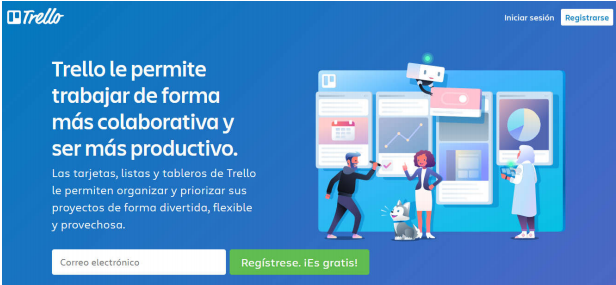 Trello
Iniciar sesión
Registrarse
Trello le permite
trabajar de forma
más colaborativa y
ser más productivo.
Las tarjetas, listas y tableros de Trello
le permiten organizar y priorizar sus
proyectos de forma divertida, flexible
y provechosa.
Correo electrónico
Regístrese. ¡Es gratis!